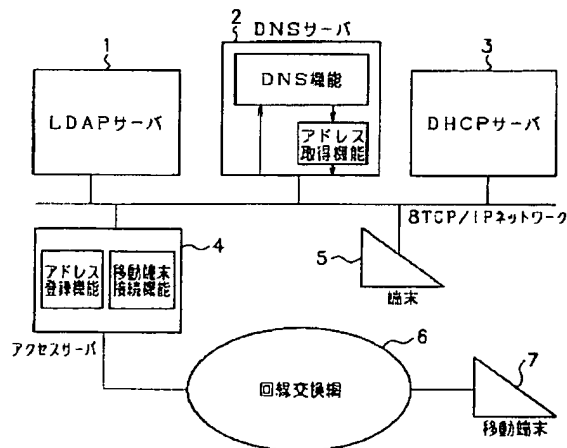 1
LDAPサーバ
2
DNSサーバ
DNS機能
アドレス
取得機能
3
DHCPサーバ
8TCP/IPネットワーク
4
アドレス
登録機能
移動端末
接続機能
アクセスサーバ
5
端末
6
回線交換網
7
移動端末